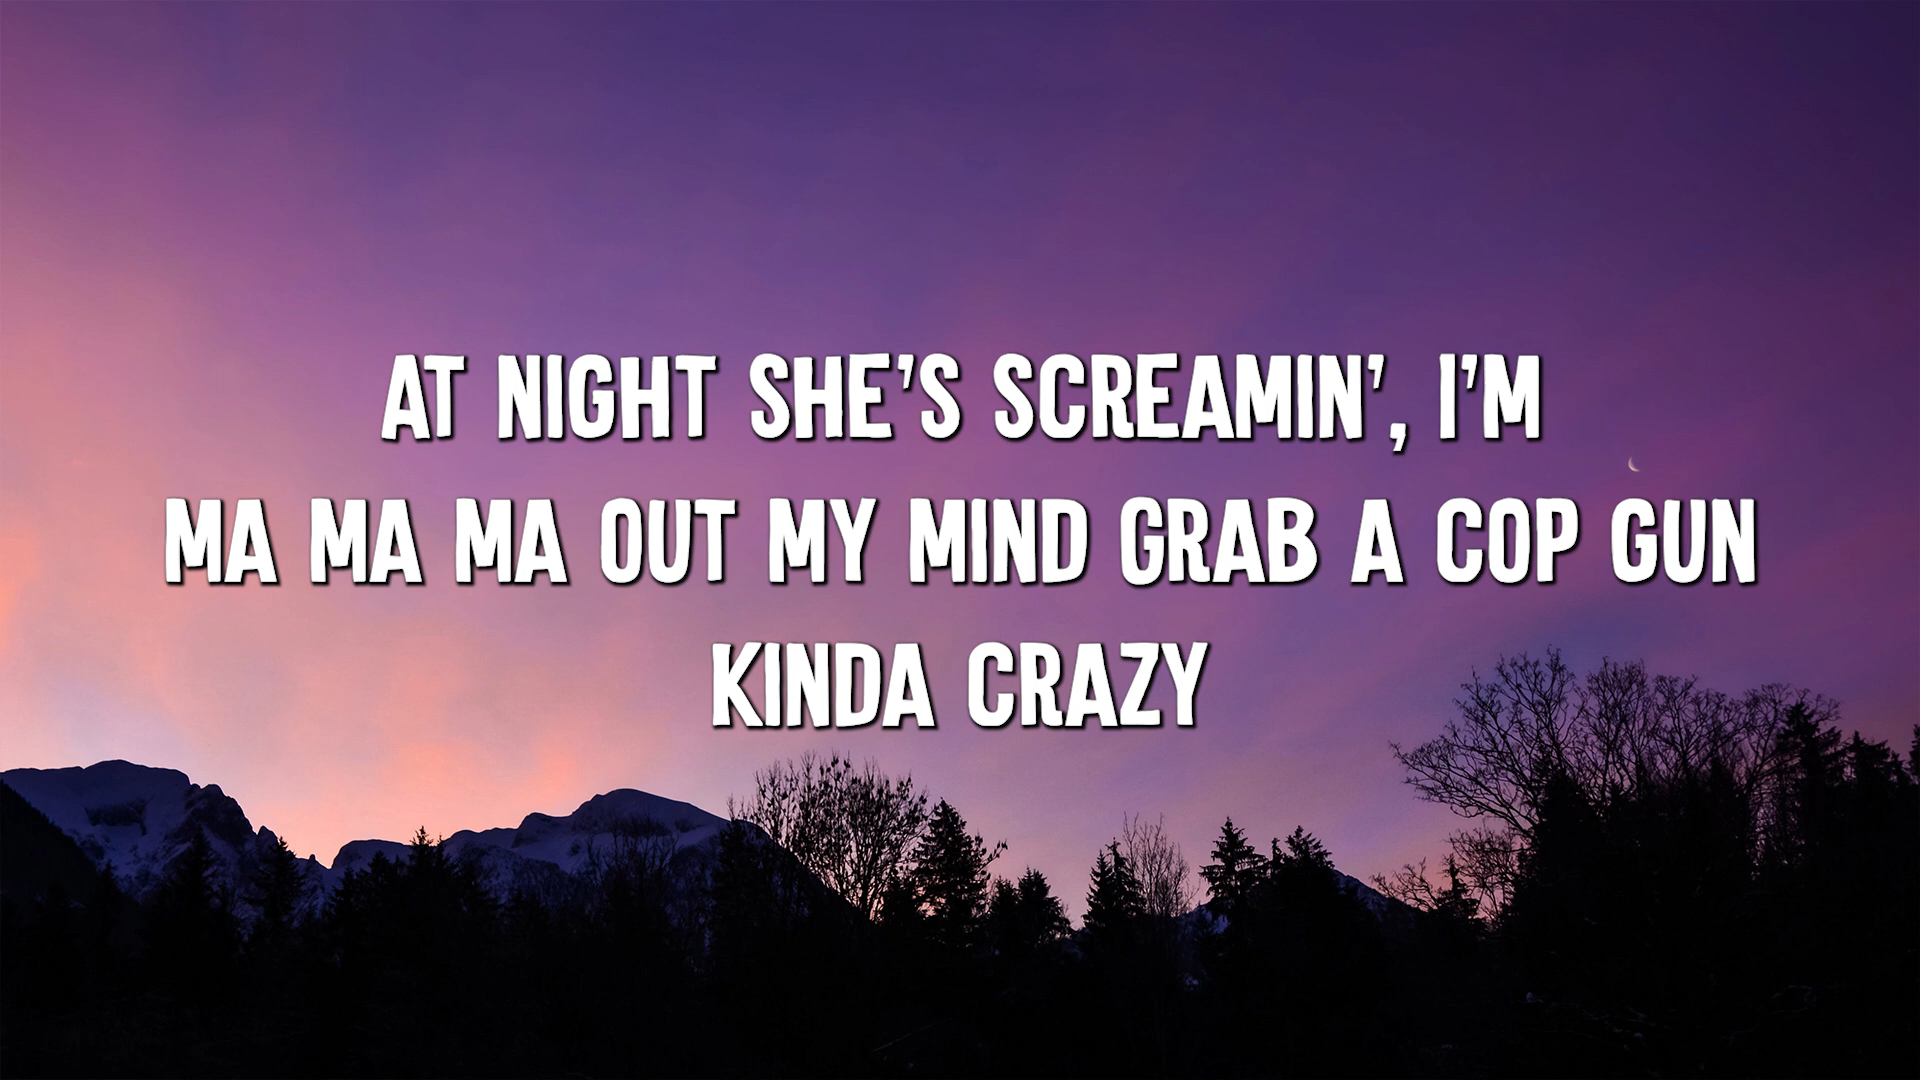 AT NIGHT SHE'S SCREAMIN', I'M
MA MA MA OUT MY MIND GRAB A COP GUN
KINDA CRAZY